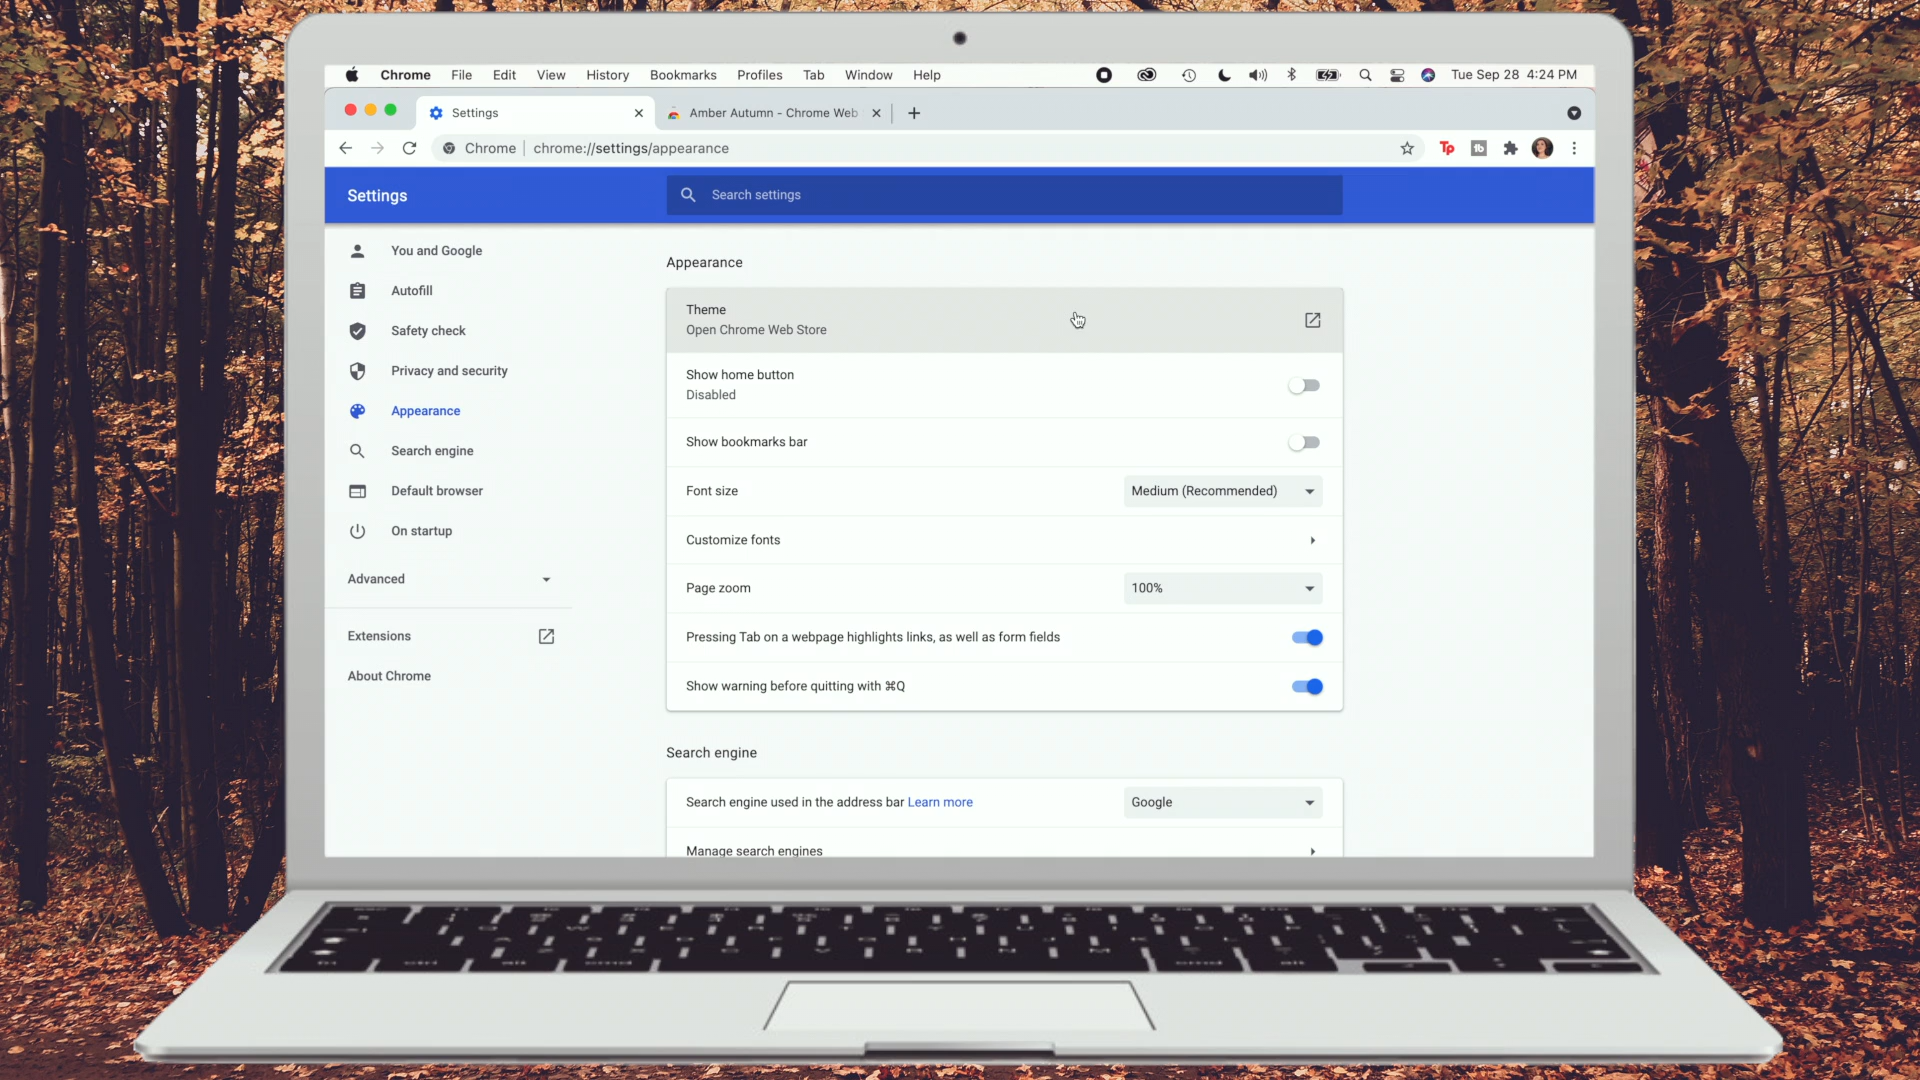 Chrome File Edit View History Bookmarks Profiles Tab Window Help Tue Sep 28 4:24 PM
Settings Amber Autumn - Chrome Web
Chrome chrome://settings/appearance Tp tb
Settings Search settings
You and Google
Autofill
Safety check
Privacy and security
Appearance
Search engine
Default browser
On startup
Advanced
Extensions
About Chrome
Appearance
Theme
Open Chrome Web Store
Show home button
Disabled
Show bookmarks bar
Font size Medium (Recommended)
Customize fonts
Page zoom 100%
Pressing Tab on a webpage highlights links, as well as form fields
Show warning before quitting with ⌘Q
Search engine
Search engine used in the address bar Learn more Google
Manage search engines